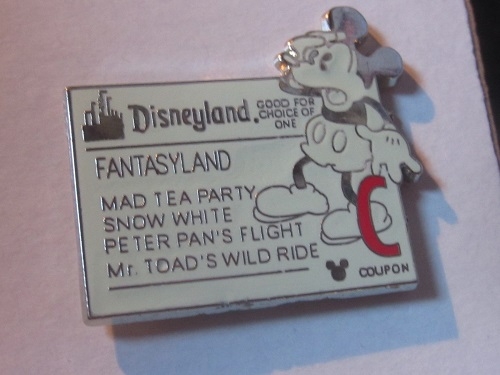 Disneyland.
GOOD FOR
CHOICE OF
ONE
FANTASYLAND
MAD TEA PARTY
SNOW WHITE
PETER PAN'S FLIGHT
Mr. TOAD'S WILD RIDE
C
COUPON